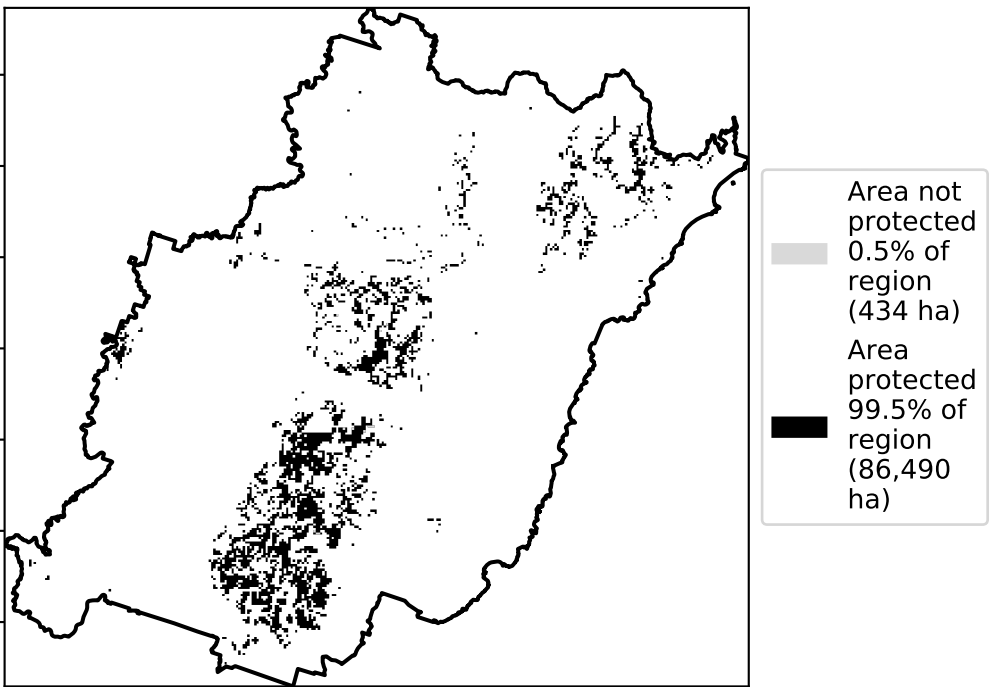 Area not
protected
0.5% of
region
(434 ha)
Area
protected
99.5% of
region
(86,490
ha)